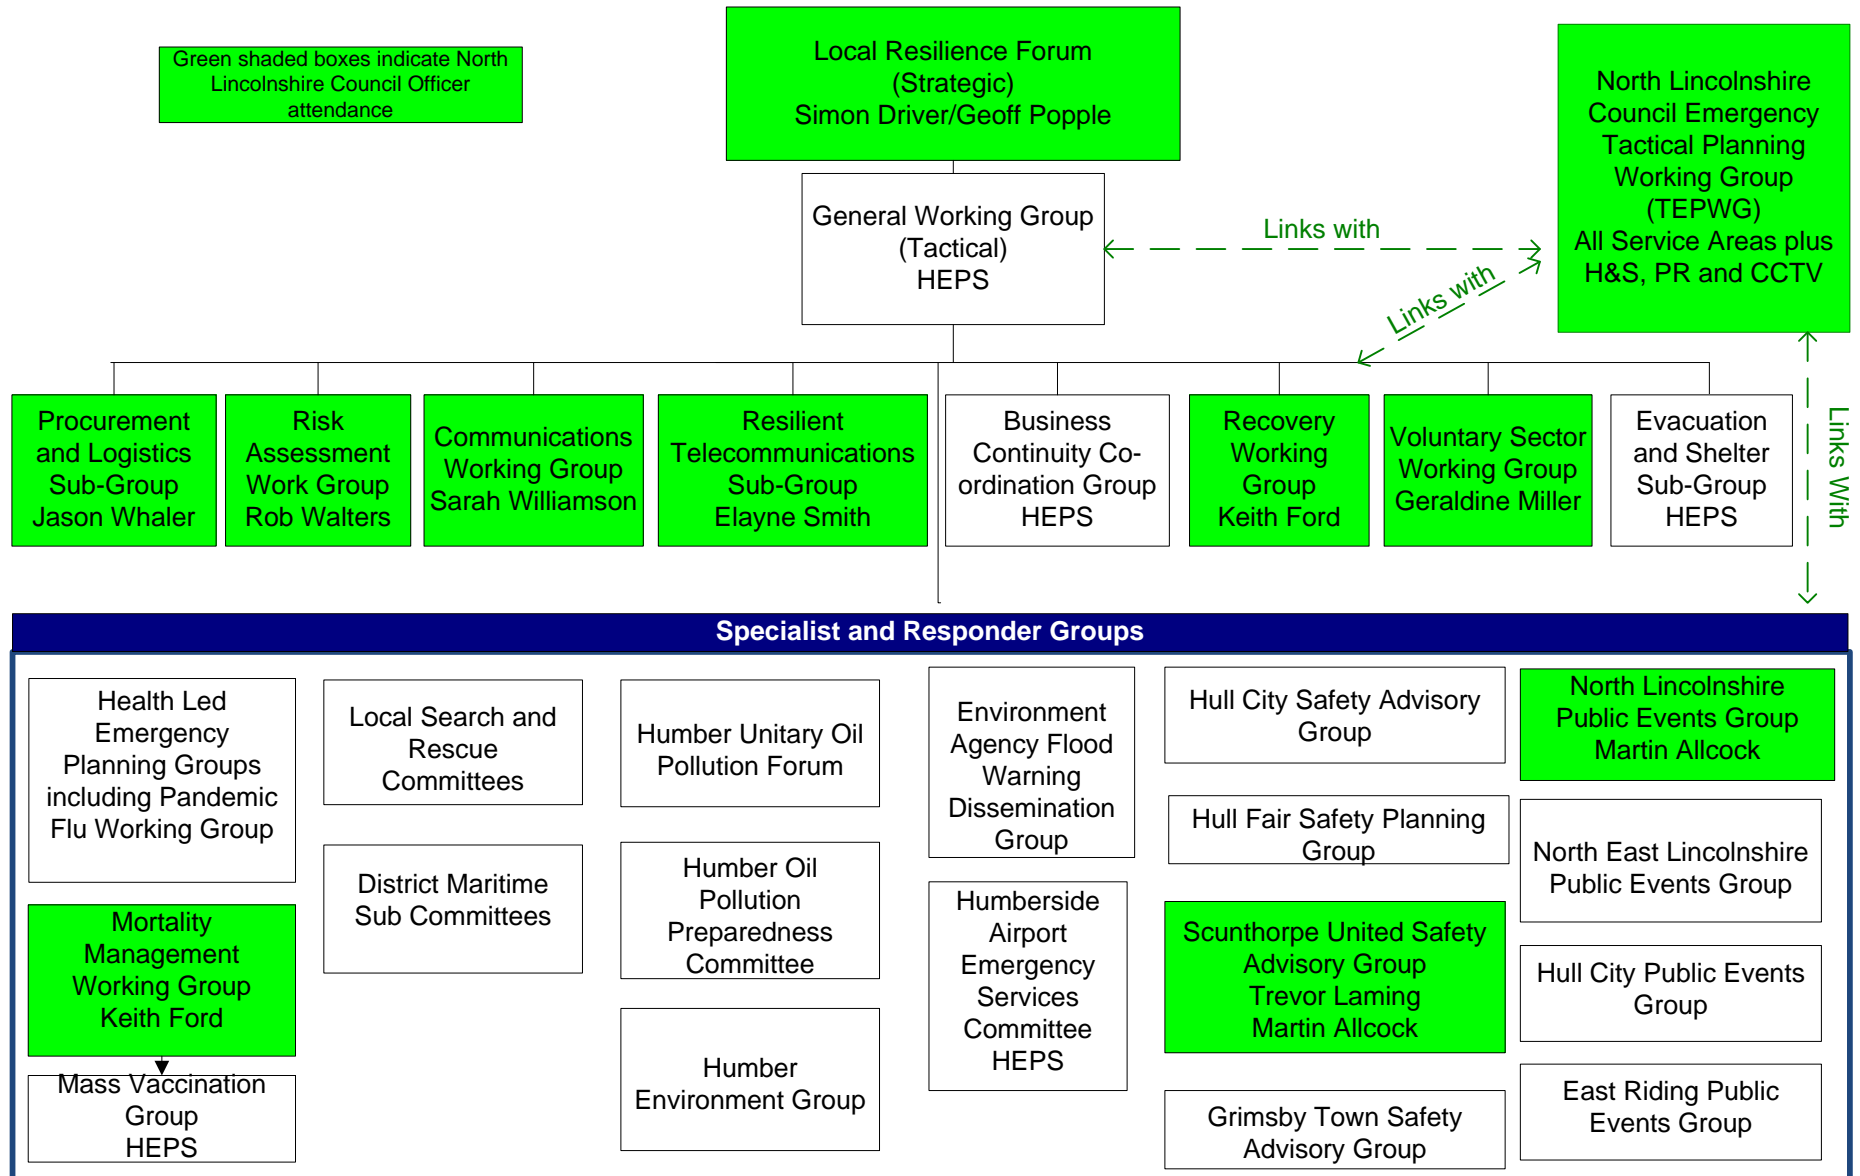 Green shaded boxes indicate North
Lincolnshire Council Officer
attendance
Local Resilience Forum
(Strategic)
Simon Driver/Geoff Popple
North Lincolnshire
Council Emergency
Tactical Planning
Working Group
(TEPWG)
All Service Areas plus
H&S, PR and CCTV
General Working Group
(Tactical)
HEPS
Links with
Links with
Links With
Procurement
and Logistics
Sub-Group
Jason Whaler
Risk
Assessment
Work Group
Rob Walters
Communications
Working Group
Sarah Williamson
Resilient
Telecommunications
Sub-Group
Elayne Smith
Business
Continuity Co-
ordination Group
HEPS
Recovery
Working
Group
Keith Ford
Voluntary Sector
Working Group
Geraldine Miller
Evacuation
and Shelter
Sub-Group
HEPS
Specialist and Responder Groups
Health Led
Emergency
Planning Groups
including Pandemic
Flu Working Group
Mortality
Management
Working Group
Keith Ford
Mass Vaccination
Group
HEPS
Local Search and
Rescue
Committees
District Maritime
Sub Committees
Humber Unitary Oil
Pollution Forum
Humber Oil
Pollution
Preparedness
Committee
Humber
Environment Group
Environment
Agency Flood
Warning
Dissemination
Group
Humberside
Airport
Emergency
Services
Committee
HEPS
Hull City Safety Advisory
Group
Hull Fair Safety Planning
Group
Scunthorpe United Safety
Advisory Group
Trevor Laming
Martin Allcock
Grimsby Town Safety
Advisory Group
North Lincolnshire
Public Events Group
Martin Allcock
North East Lincolnshire
Public Events Group
Hull City Public Events
Group
East Riding Public
Events Group